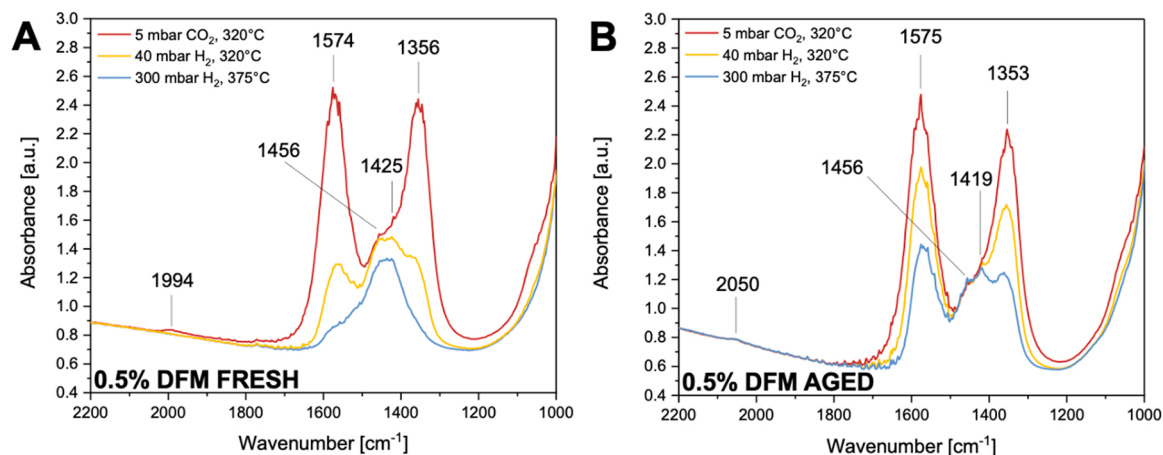 A
5 mbar CO₂, 320°C
40 mbar H₂, 320°C
300 mbar H₂, 375°C
1574
1356
1456
1425
1994
0.5% DFM FRESH
3.0
2.8
2.6
2.4
2.2
2.0
1.8
1.6
1.4
1.2
1.0
0.8
0.6
0.4
Absorbance [a.u.]
2200 2000 1800 1600 1400 1200 1000
Wavenumber [cm⁻¹]
B
5 mbar CO₂, 320°C
40 mbar H₂, 320°C
300 mbar H₂, 375°C
1575
1353
1456
1419
2050
0.5% DFM AGED
3.0
2.8
2.6
2.4
2.2
2.0
1.8
1.6
1.4
1.2
1.0
0.8
0.6
0.4
Absorbance [a.u.]
2200 2000 1800 1600 1400 1200 1000
Wavenumber [cm⁻¹]